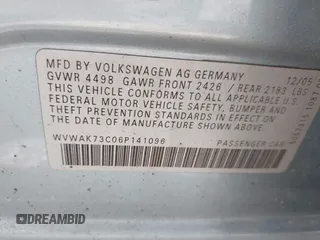 MFD BY VOLKSWAGEN AG GERMANY 12/05
GVWR 4498 GAWR FRONT 2426 / REAR 2183 LBS
THIS VEHICLE CONFORMS TO ALL APPLICABLE
FEDERAL MOTOR VEHICLE SAFETY, BUMPER AND
THEFT PREVENTION STANDARDS IN EFFECT ON THE
DATE OF MANUFACTURE SHOWN ABOVE.
WVWAK73C06P141096 PASSENGER CAR
DREAMBID